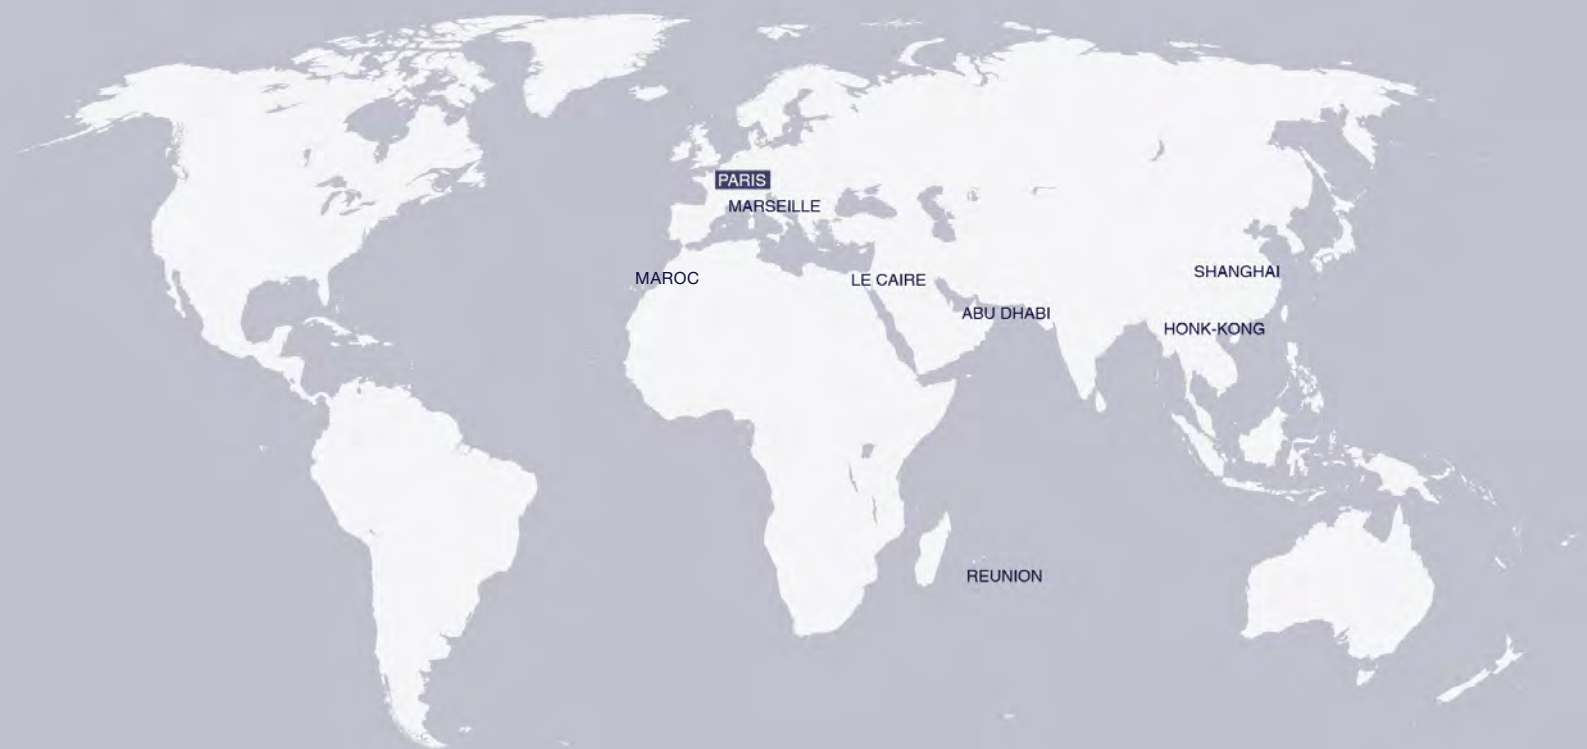 PARIS
MARSEILLE
SHANGHAI
MAROC
LE CAIRE
ABU DHABI
HONK-KONG
REUNION